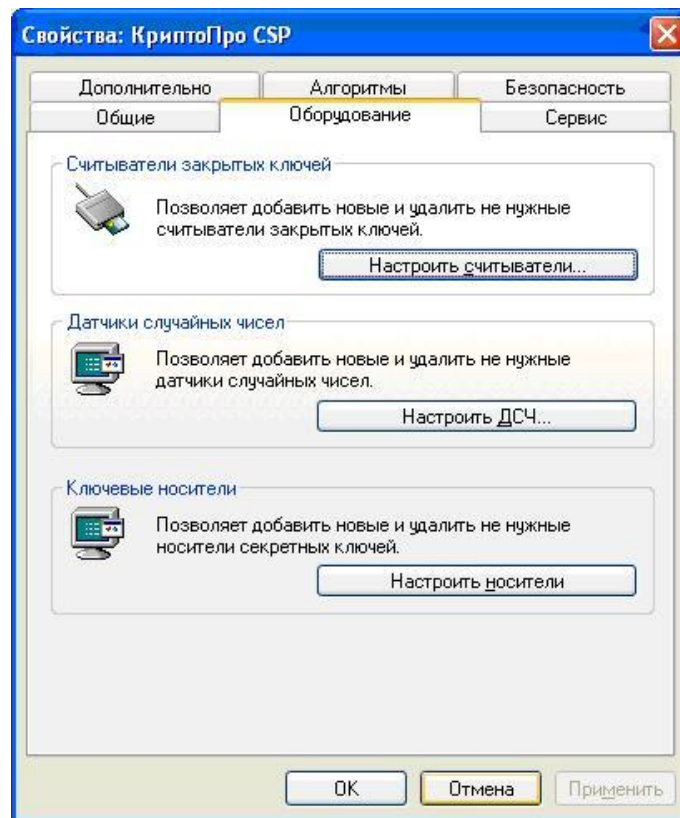 Свойства: КриптоПро CSP
Дополнительно Алгоритмы Безопасность
Общие Оборудование Сервис
Считыватели закрытых ключей
Позволяет добавить новые и удалить не нужные
считыватели закрытых ключей.
Настроить считыватели...
Датчики случайных чисел
Позволяет добавить новые и удалить не нужные
датчики случайных чисел.
Настроить ДСЧ...
Ключевые носители
Позволяет добавить новые и удалить не нужные
носители секретных ключей.
Настроить носители
OK Отмена Применить